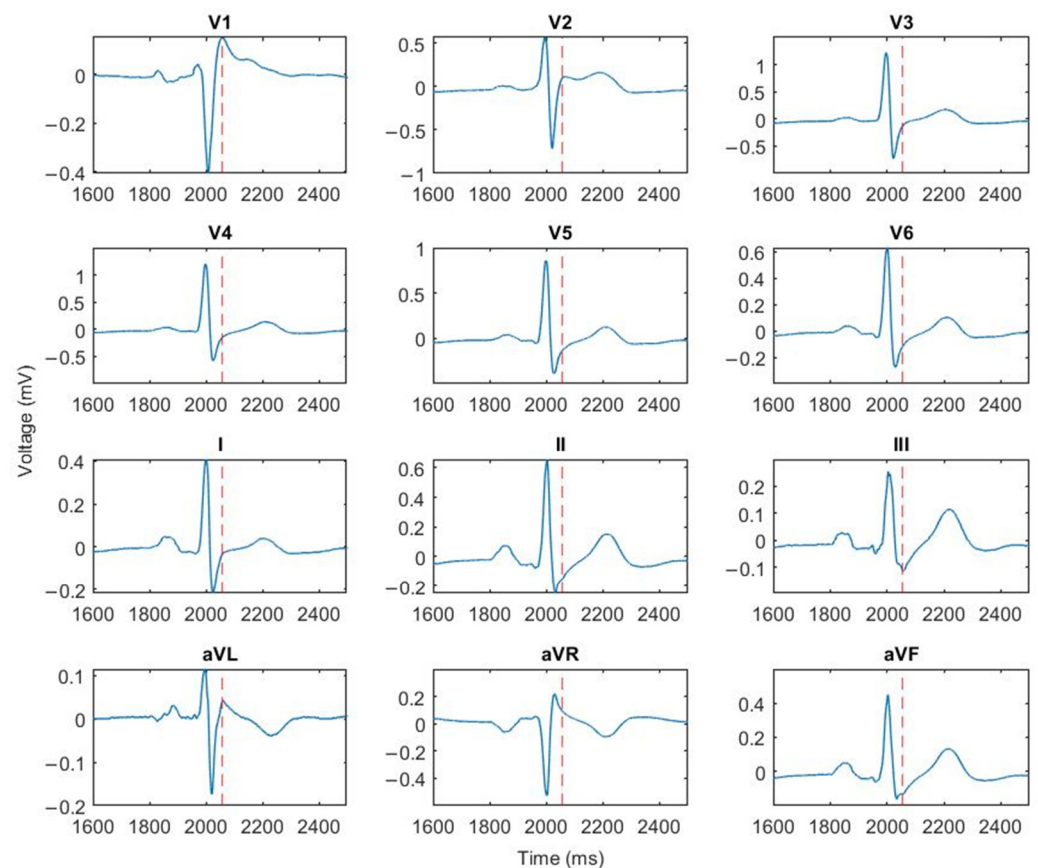 V1 V2 V3
0 0.5 1
−0.2 0 0.5
−0.4 −0.5 0
−1 −0.5
1600 1800 2000 2200 2400 1600 1800 2000 2200 2400 1600 1800 2000 2200 2400
V4 V5 V6
1 1 0.6
0.5 0.5 0.4
0 0 0.2
−0.5 0
−0.2
1600 1800 2000 2200 2400 1600 1800 2000 2200 2400 1600 1800 2000 2200 2400
Voltage (mV)
I II III
0.4 0.6 0.2
0.2 0.4 0.1
0 0.2 0
−0.2 0 −0.1
−0.2
1600 1800 2000 2200 2400 1600 1800 2000 2200 2400 1600 1800 2000 2200 2400
aVL aVR aVF
0.1 0.2 0.4
0 0 0.2
−0.1 −0.2 0
−0.2 −0.4
1600 1800 2000 2200 2400 1600 1800 2000 2200 2400 1600 1800 2000 2200 2400
Time (ms)